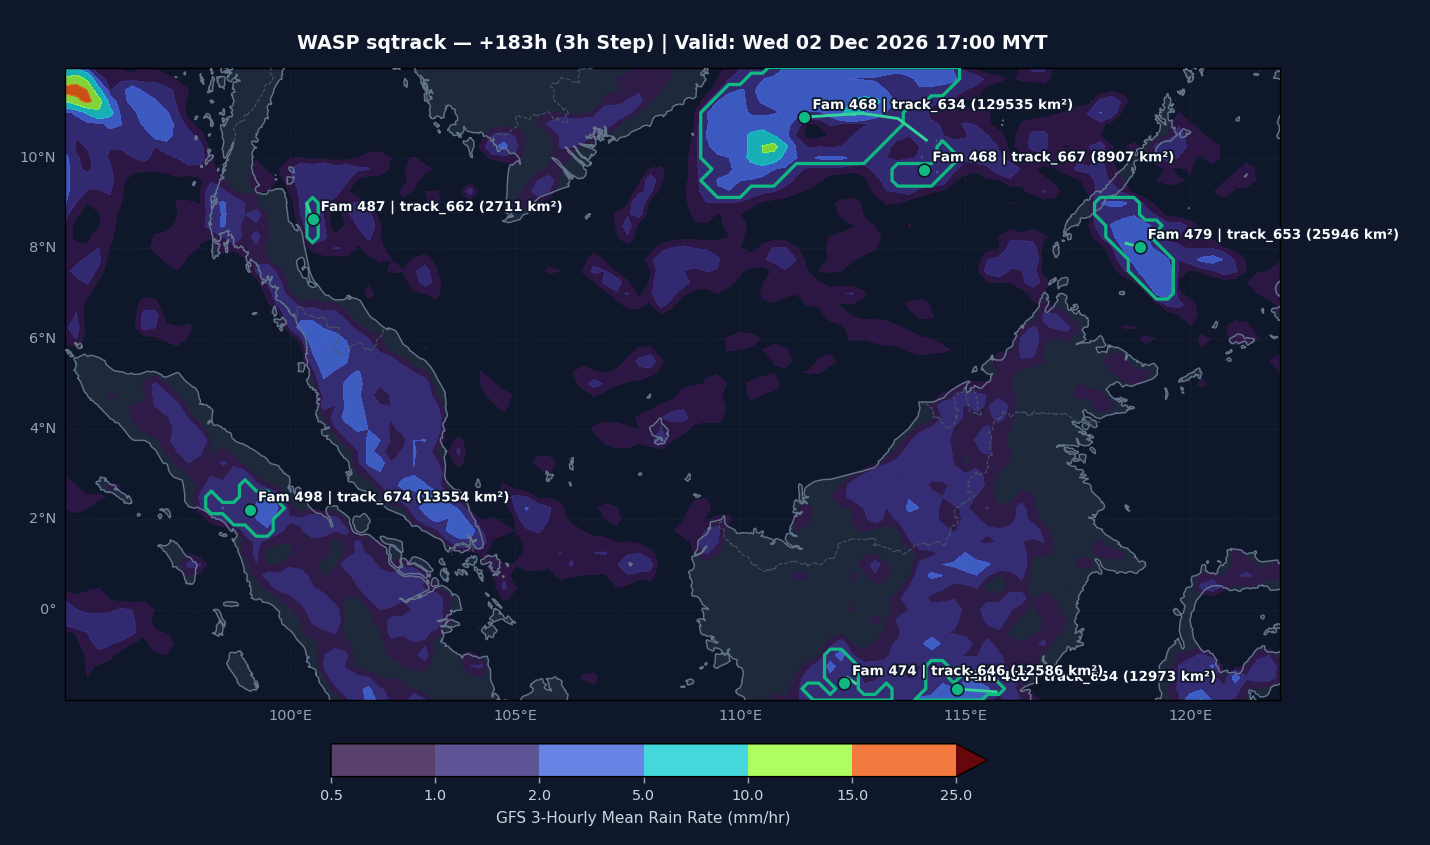 WASP sqtrack — +183h (3h Step) | Valid: Wed 02 Dec 2026 17:00 MYT
Fam 468 | track_634 (129535 km²)
10°N
Fam 468 | track_667 (8907 km²)
Fam 487 | track_662 (2711 km²)
8°N
Fam 479 | track_653 (25946 km²)
6°N
4°N
Fam 498 | track_674 (13554 km²)
2°N
0°
Fam 474 | track_646 (12586 km²)
(12973 km²)
100°E 105°E 110°E 115°E 120°E
0.5 1.0 2.0 5.0 10.0 15.0 25.0
GFS 3-Hourly Mean Rain Rate (mm/hr)